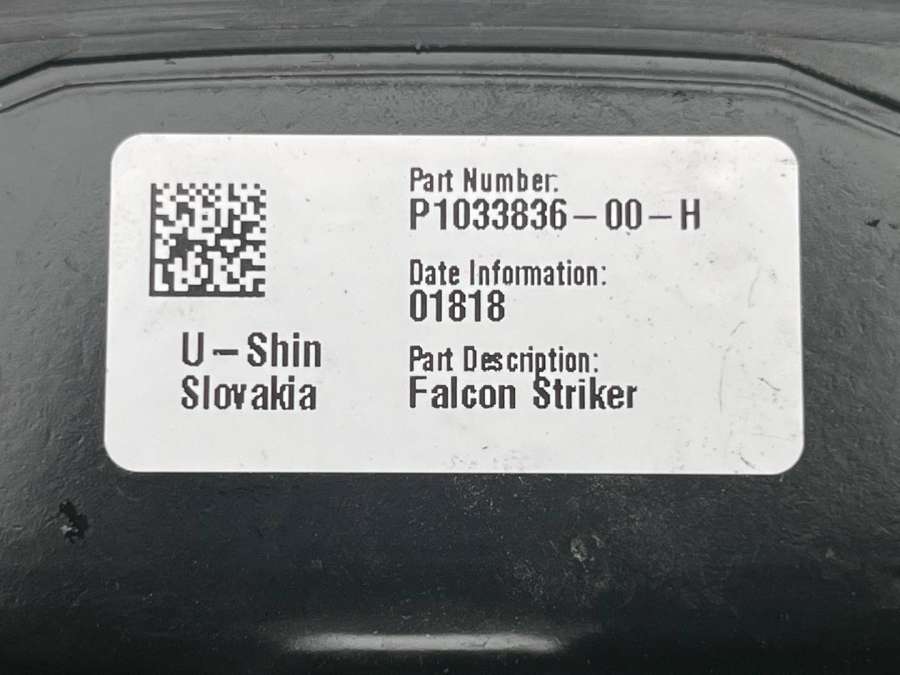 Part Number:
P1033836-00-H
Date Information:
01818
Part Description:
Falcon Striker
U-Shin
Slovakia